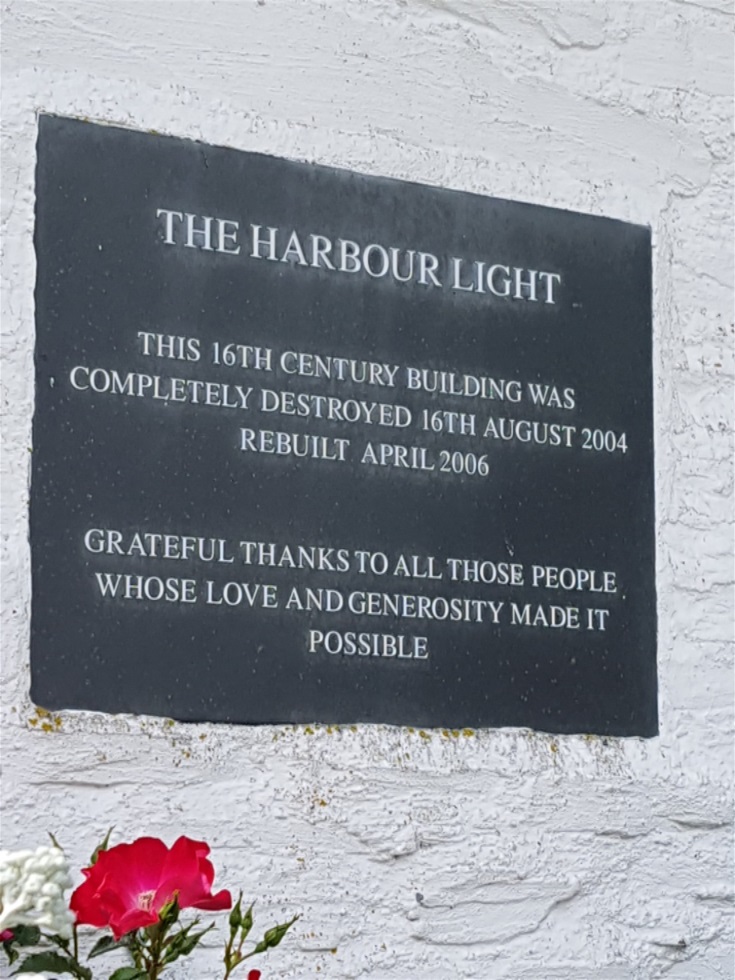 THE HARBOUR LIGHT
THIS 16TH CENTURY BUILDING WAS
COMPLETELY DESTROYED 16TH AUGUST 2004
REBUILT APRIL 2006
GRATEFUL THANKS TO ALL THOSE PEOPLE
WHOSE LOVE AND GENEROSITY MADE IT
POSSIBLE